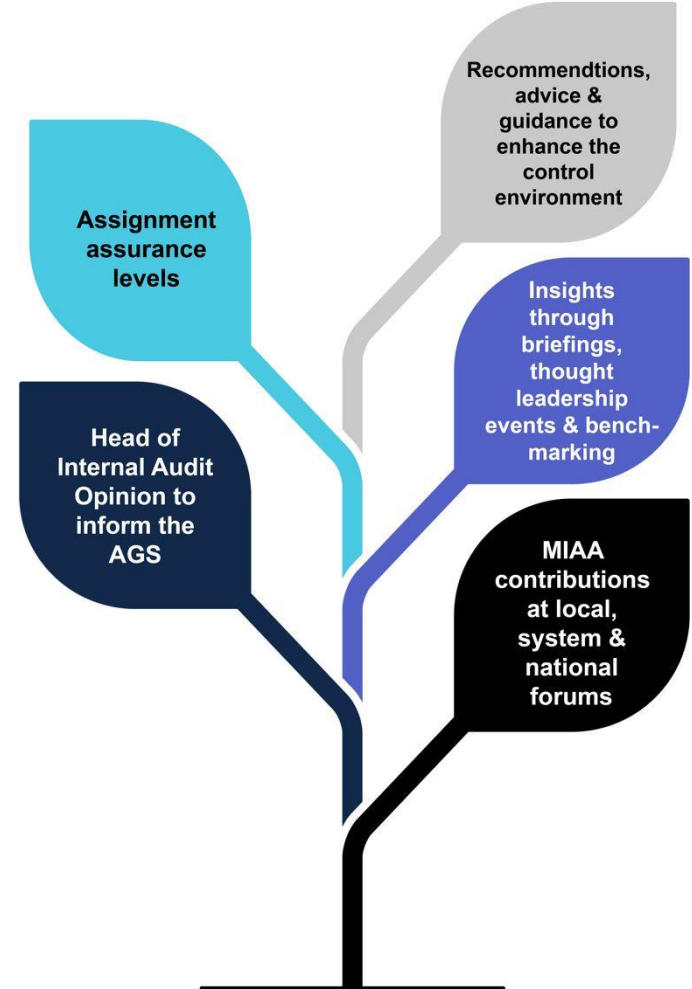 Recommendtions,
advice &
guidance to
enhance the
control
environment
Assignment
assurance
levels
Insights
through
briefings,
thought
leadership
events & bench-
marking
Head of
Internal Audit
Opinion to
inform the
AGS
MIAA
contributions
at local,
system &
national
forums